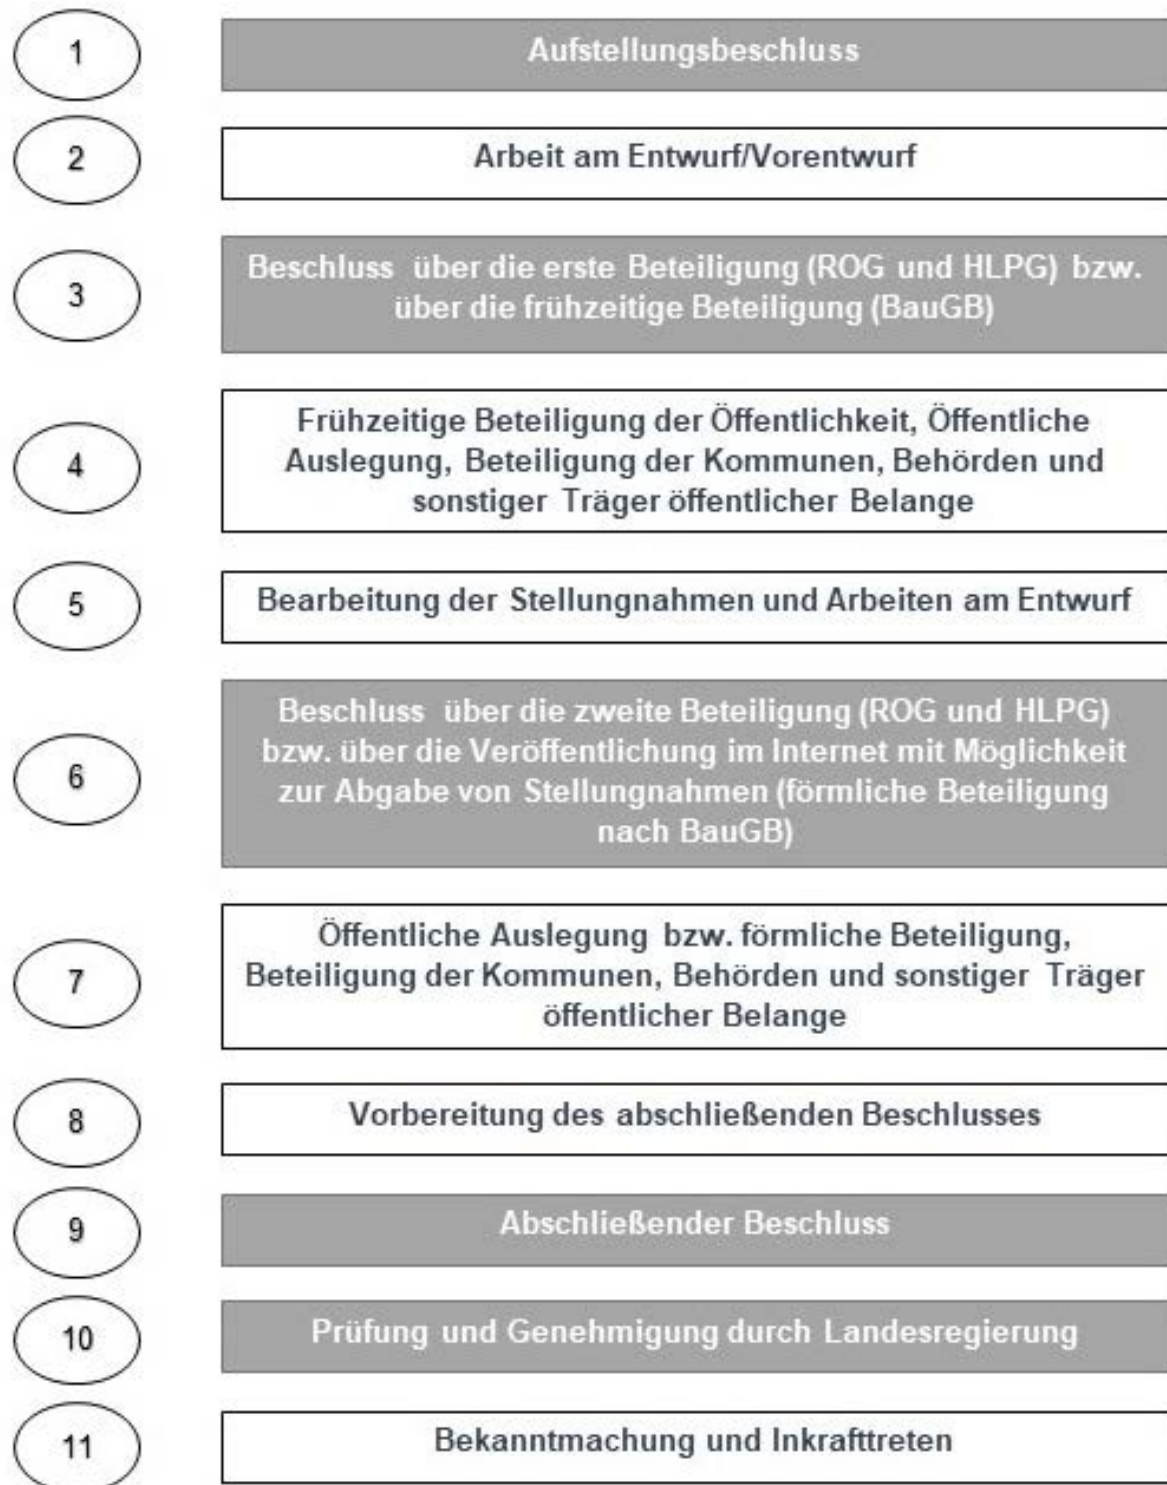 1
Aufstellungsbeschluss
2
Arbeit am Entwurf/Vorentwurf
3
Beschluss über die erste Beteiligung (ROG und HLPG) bzw.
über die frühzeitige Beteiligung (BauGB)
4
Frühzeitige Beteiligung der Öffentlichkeit, Öffentliche
Auslegung, Beteiligung der Kommunen, Behörden und
sonstiger Träger öffentlicher Belange
5
Bearbeitung der Stellungnahmen und Arbeiten am Entwurf
6
Beschluss über die zweite Beteiligung (ROG und HLPG)
bzw. über die Veröffentlichung im Internet mit Möglichkeit
zur Abgabe von Stellungnahmen (förmliche Beteiligung
nach BauGB)
7
Öffentliche Auslegung bzw. förmliche Beteiligung,
Beteiligung der Kommunen, Behörden und sonstiger Träger
öffentlicher Belange
8
Vorbereitung des abschließenden Beschlusses
9
Abschließender Beschluss
10
Prüfung und Genehmigung durch Landesregierung
11
Bekanntmachung und Inkrafttreten